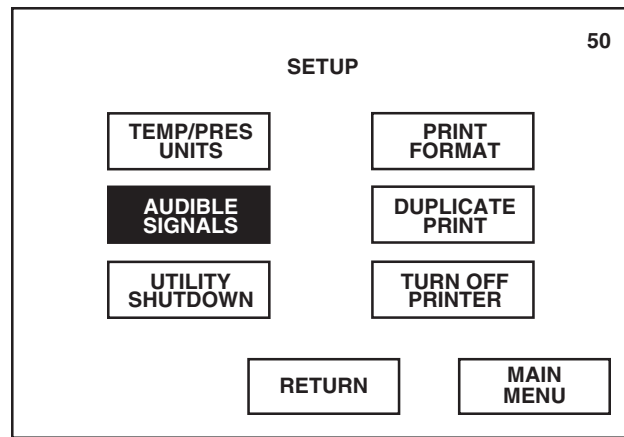 50
SETUP
TEMP/PRES
UNITS
PRINT
FORMAT
AUDIBLE
SIGNALS
DUPLICATE
PRINT
UTILITY
SHUTDOWN
TURN OFF
PRINTER
RETURN
MAIN
MENU